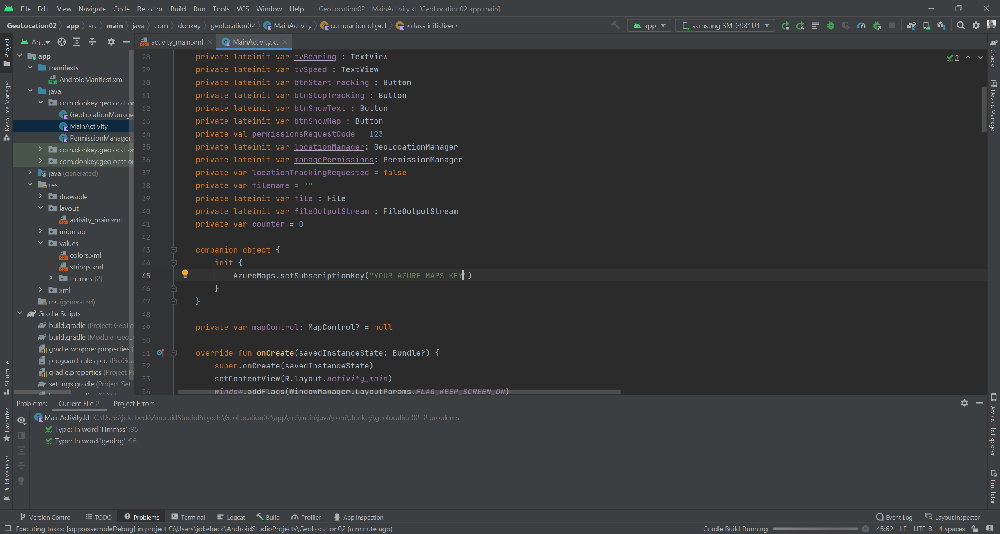 File Edit View Navigate Code Refactor Build Run Tools VCS Window Help GeoLocation02 - MainActivity.kt [GeoLocation02.app.main]
GeoLocation02 app src main java com donkey geolocation02 MainActivity companion object <class initializer> app samsung SM-G981U1
An... activity_main.xml MainActivity.kt
Project
Resource Manager
Structure
Favorites
Build Variants
app
manifests
AndroidManifest.xml
java
com.donkey.geolocation
GeoLocationManage
MainActivity
PermissionManager
com.donkey.geolocation
com.donkey.geolocation
java (generated)
res
drawable
layout
activity_main.xml
mipmap
values
colors.xml
strings.xml
themes (2)
xml
res (generated)
Gradle Scripts
build.gradle (Project: GeoLo
build.gradle (Module: GeoLo
gradle-wrapper.properties (
proguard-rules.pro (ProGua
gradle.properties (Project Pr
settings.gradle (Project Setti
28 private lateinit var tvBearing : TextView
29 private lateinit var tvSpeed : TextView
30 private lateinit var btnStartTracking : Button
31 private lateinit var btnStopTracking : Button
32 private lateinit var btnShowText : Button
33 private lateinit var btnShowMap : Button
34 private val permissionsRequestCode = 123
35 private lateinit var locationManager: GeoLocationManager
36 private lateinit var managePermissions: PermissionManager
37 private var locationTrackingRequested = false
38 private var filename = ""
39 private lateinit var file : File
40 private lateinit var fileOutputStream : FileOutputStream
41 private var counter = 0
42
43 companion object {
44 init {
45 AzureMaps.setSubscriptionKey("YOUR AZURE MAPS KEY")
46 }
47 }
48
49 private var mapControl: MapControl? = null
50
51 override fun onCreate(savedInstanceState: Bundle?) {
52 super.onCreate(savedInstanceState)
53 setContentView(R.layout.activity_main)
54 window.addFlags(WindowManager.LayoutParams.FLAG_KEEP_SCREEN_ON)
2
Gradle
Device Manager
Device File Explorer
Emulator
Problems: Current File 2 Project Errors
MainActivity.kt C:\Users\jokebeck\AndroidStudioProjects\GeoLocation02\app\src\main\java\com\donkey\geolocation02 2 problems
Typo: In word 'Hmmss' :95
Typo: In word 'geolog' :96
Version Control TODO Problems Terminal Logcat Build Profiler App Inspection Event Log Layout Inspector
Executing tasks: [:app:assembleDebug] in project C:\Users\jokebeck\AndroidStudioProjects\GeoLocation02 (a minute ago) Gradle Build Running 45:62 LF UTF-8 4 spaces